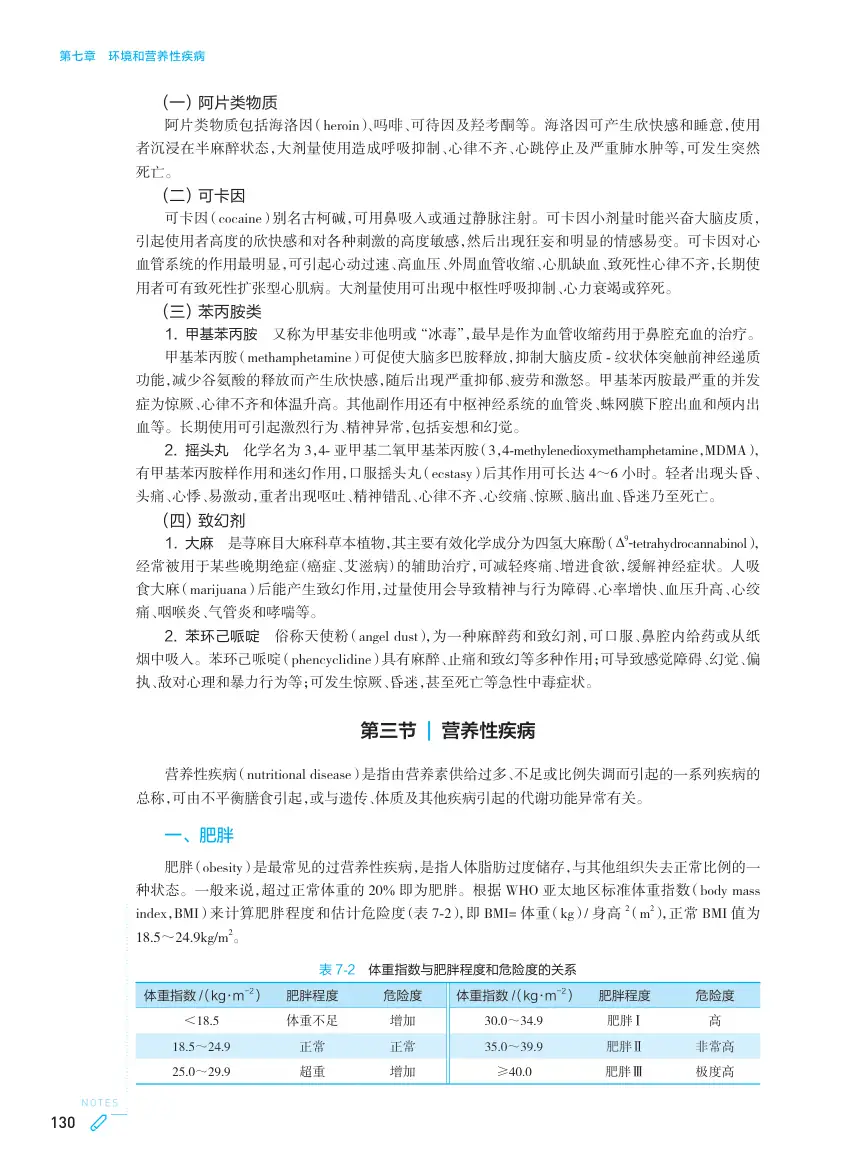 第七章 环境和营养性疾病
（一）阿片类物质
阿片类物质包括海洛因（heroin）、吗啡、可待因及羟考酮等。海洛因可产生欣快感和睡意，使用
者沉浸在半麻醉状态，大剂量使用造成呼吸抑制、心律不齐、心跳停止及严重肺水肿等，可发生突然
死亡。
（二）可卡因
可卡因（cocaine）别名古柯碱，可用鼻吸入或通过静脉注射。可卡因小剂量时能兴奋大脑皮质，
引起使用者高度的欣快感和对各种刺激的高度敏感，然后出现狂妄和明显的情感易变。可卡因对心
血管系统的作用最明显，可引起心动过速、高血压、外周血管收缩、心肌缺血、致死性心律不齐，长期使
用者可有致死性扩张型心肌病。大剂量使用可出现中枢性呼吸抑制、心力衰竭或猝死。
（三）苯丙胺类
1. 甲基苯丙胺 又称为甲基安非他明或“冰毒”，最早是作为血管收缩药用于鼻腔充血的治疗。
甲基苯丙胺（methamphetamine）可促使大脑多巴胺释放，抑制大脑皮质 - 纹状体突触前神经递质
功能，减少谷氨酸的释放而产生欣快感，随后出现严重抑郁、疲劳和激怒。甲基苯丙胺最严重的并发
症为惊厥、心律不齐和体温升高。其他副作用还有中枢神经系统的血管炎、蛛网膜下腔出血和颅内出
血等。长期使用可引起激烈行为、精神异常，包括妄想和幻觉。
2. 摇头丸 化学名为 3,4- 亚甲基二氧甲基苯丙胺（3,4-methylenedioxymethamphetamine，MDMA），
有甲基苯丙胺样作用和迷幻作用，口服摇头丸（ecstasy）后其作用可长达 4～6 小时。轻者出现头昏、
头痛、心悸、易激动，重者出现呕吐、精神错乱、心律不齐、心绞痛、惊厥、脑出血、昏迷乃至死亡。
（四）致幻剂
1. 大麻 是荨麻目大麻科草本植物，其主要有效化学成分为四氢大麻酚（Δ⁹-tetrahydrocannabinol），
经常被用于某些晚期绝症（癌症、艾滋病）的辅助治疗，可减轻疼痛、增进食欲，缓解神经症状。人吸
食大麻（marijuana）后能产生致幻作用，过量使用会导致精神与行为障碍、心率增快、血压升高、心绞
痛、咽喉炎、气管炎和哮喘等。
2. 苯环己哌啶 俗称天使粉（angel dust），为一种麻醉药和致幻剂，可口服、鼻腔内给药或从纸
烟中吸入。苯环己哌啶（phencyclidine）具有麻醉、止痛和致幻等多种作用；可导致感觉障碍、幻觉、偏
执、敌对心理和暴力行为等；可发生惊厥、昏迷，甚至死亡等急性中毒症状。
第三节 | 营养性疾病
营养性疾病（nutritional disease）是指由营养素供给过多、不足或比例失调而引起的一系列疾病的
总称，可由不平衡膳食引起，或与遗传、体质及其他疾病引起的代谢功能异常有关。
一、肥胖
肥胖（obesity）是最常见的过营养性疾病，是指人体脂肪过度储存，与其他组织失去正常比例的一
种状态。一般来说，超过正常体重的 20% 即为肥胖。根据 WHO 亚太地区标准体重指数（body mass
index，BMI）来计算肥胖程度和估计危险度（表 7-2），即 BMI= 体重（kg）/ 身高 ²（m²），正常 BMI 值为
18.5～24.9kg/m²。
表 7-2 体重指数与肥胖程度和危险度的关系
体重指数 /（kg·m⁻²） 肥胖程度 危险度 体重指数 /（kg·m⁻²） 肥胖程度 危险度
＜18.5 体重不足 增加 30.0～34.9 肥胖Ⅰ 高
18.5～24.9 正常 正常 35.0～39.9 肥胖Ⅱ 非常高
25.0～29.9 超重 增加 ≥40.0 肥胖Ⅲ 极度高
NOTES
130